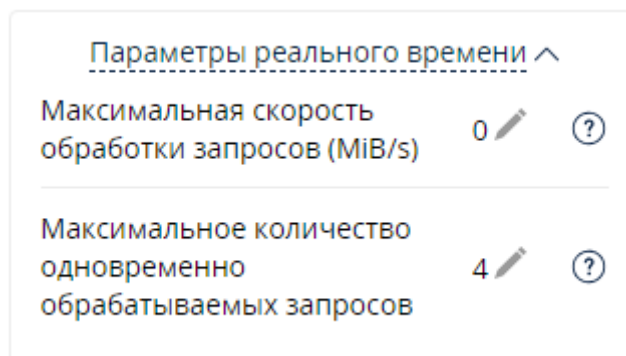 Параметры реального времени
Максимальная скорость
обработки запросов (MiB/s)
0
?
Максимальное количество
одновременно
обрабатываемых запросов
4
?